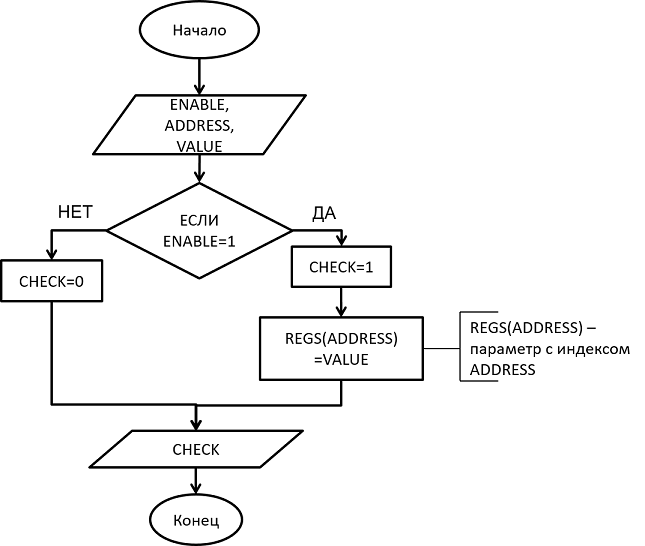 Начало
ENABLE,
ADDRESS,
VALUE
НЕТ
ДА
ЕСЛИ
ENABLE=1
CHECK=0
CHECK=1
REGS(ADDRESS)
=VALUE
REGS(ADDRESS) –
параметр с индексом
ADDRESS
CHECK
Конец